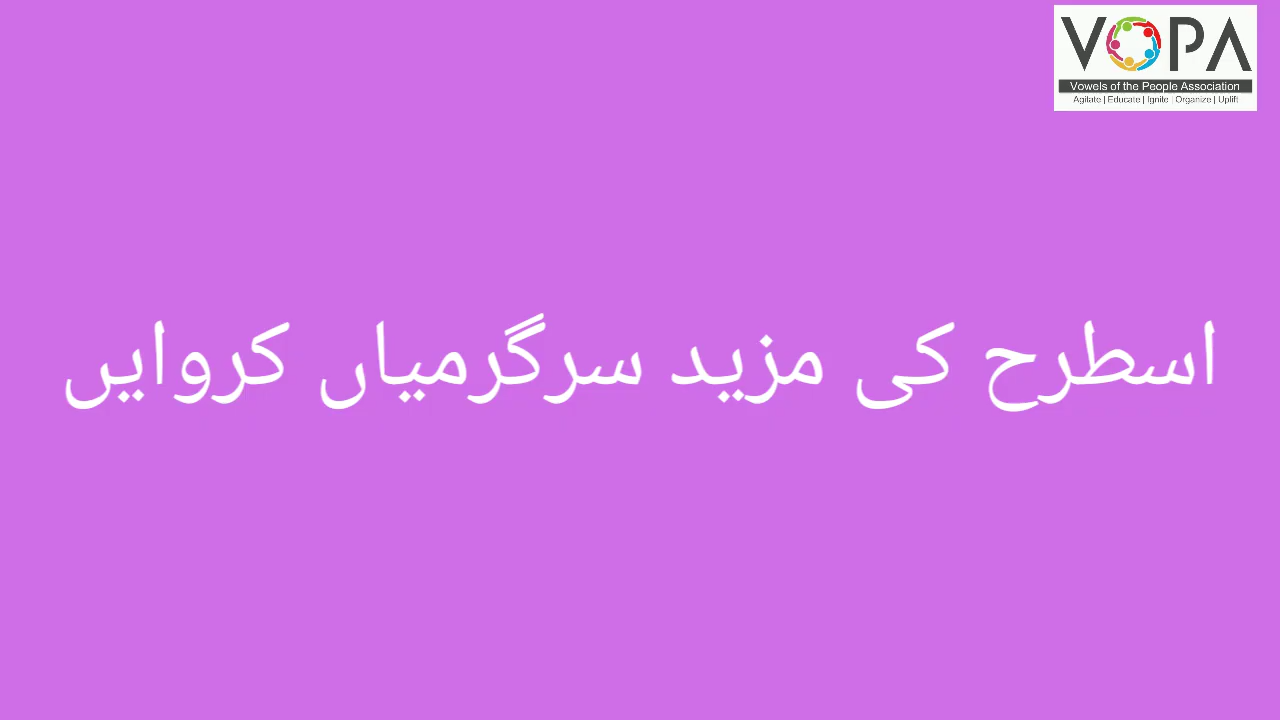 VOPA
Vowels of the People Association
Agitate | Educate | Ignite | Organize | Uplift
اسطرح کی مزید سرگرمیاں کروایں